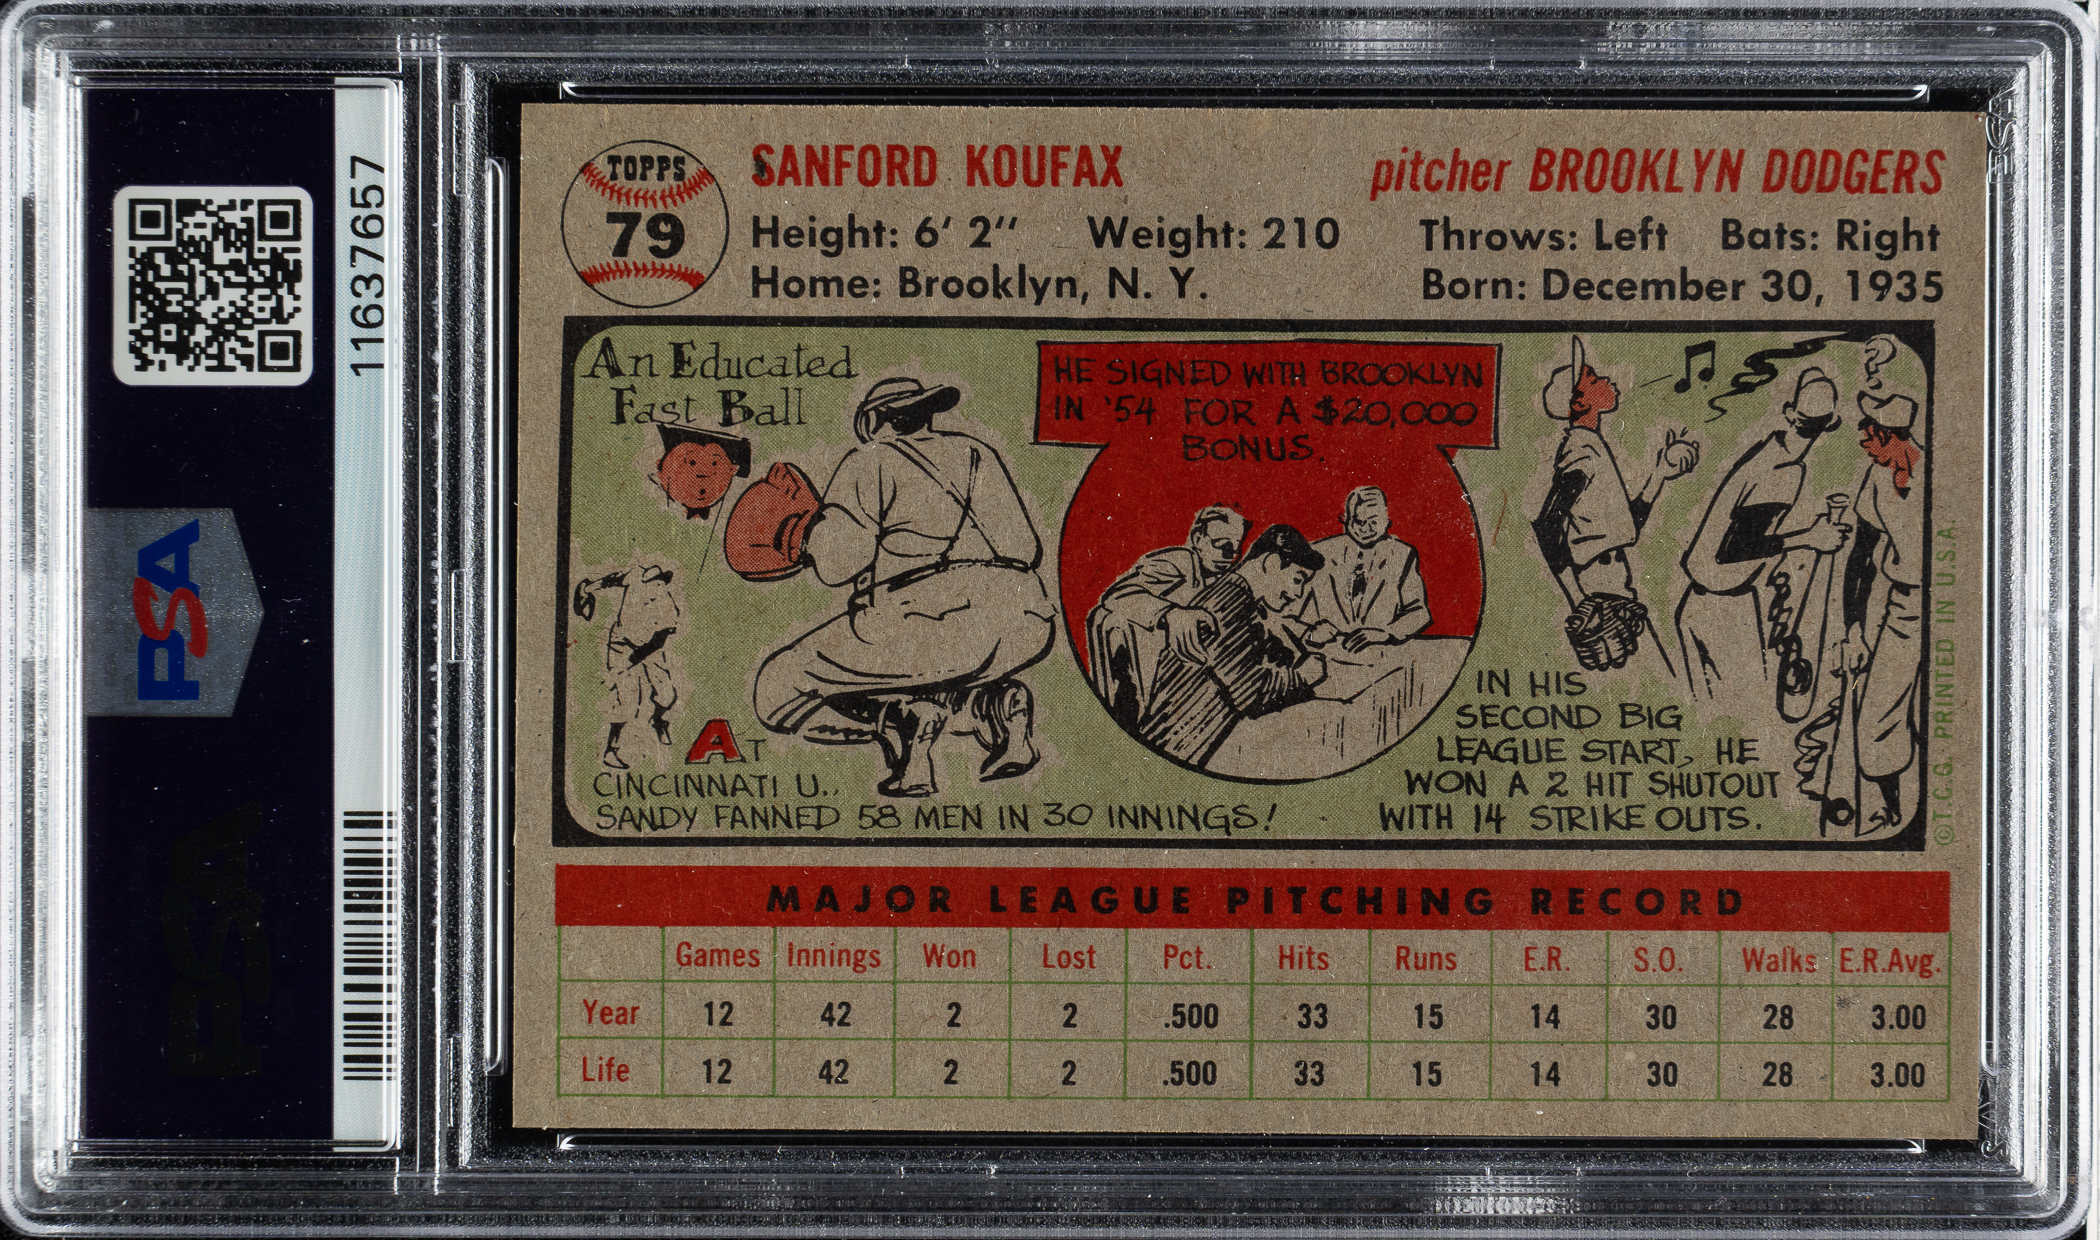 11637657
PSA
PSA
TOPPS
79
SANFORD KOUFAX
pitcher BROOKLYN DODGERS
Height: 6' 2" Weight: 210
Throws: Left Bats: Right
Home: Brooklyn, N. Y.
Born: December 30, 1935
An Educated
Fast Ball
AT
CINCINNATI U..
SANDY FANNED 58 MEN IN 30 INNINGS!
HE SIGNED WITH BROOKLYN
IN '54 FOR A $20,000
BONUS.
?
IN HIS
SECOND BIG
LEAGUE START, HE
WON A 2 HIT SHUTOUT
WITH 14 STRIKE OUTS.
©T.C.G. PRINTED IN U.S.A.
MAJOR LEAGUE PITCHING RECORD
Games Innings Won Lost Pct. Hits Runs E.R. S.O. Walks E.R.Avg.
Year 12 42 2 2 .500 33 15 14 30 28 3.00
Life 12 42 2 2 .500 33 15 14 30 28 3.00
PSA